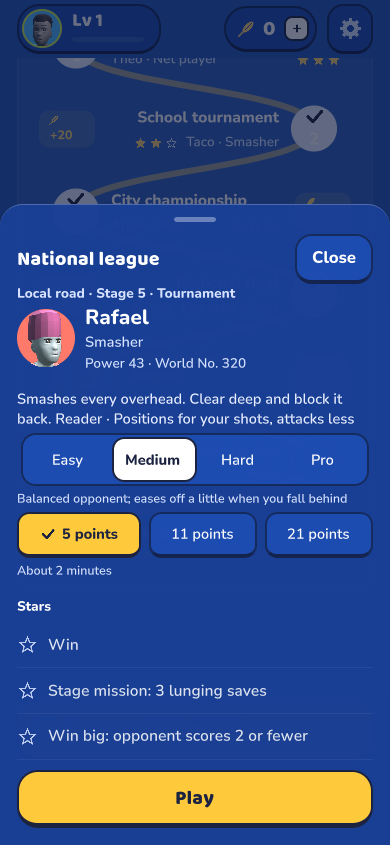 Lv 1
0
+
Theo · Net player
School tournament
+20
Taco · Smasher
2
City championship
National league
Close
Local road · Stage 5 · Tournament
Rafael
Smasher
Power 43 · World No. 320
Smashes every overhead. Clear deep and block it
back. Reader · Positions for your shots, attacks less
Easy
Medium
Hard
Pro
Balanced opponent; eases off a little when you fall behind
5 points
11 points
21 points
About 2 minutes
Stars
Win
Stage mission: 3 lunging saves
Win big: opponent scores 2 or fewer
Play